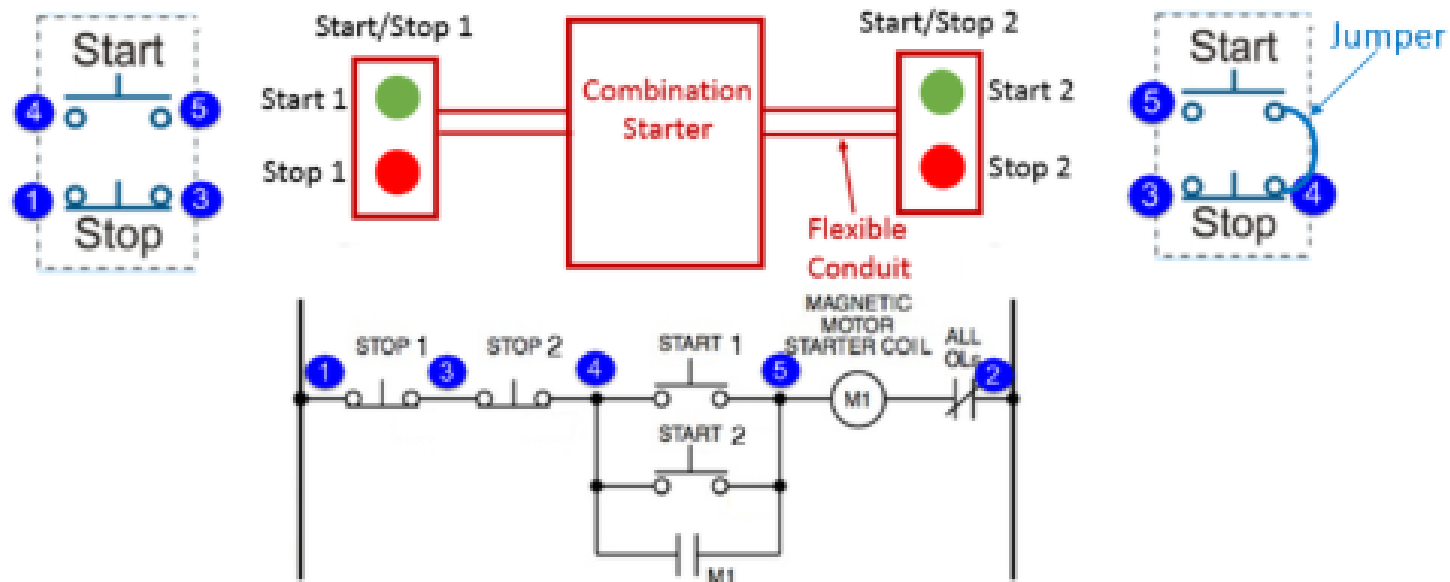 Start
4
5
1
3
Stop
Start/Stop 1
Start 1
Stop 1
Combination
Starter
Start/Stop 2
Start 2
Stop 2
Flexible
Conduit
Jumper
Start
5
3
4
Stop
MAGNETIC
MOTOR
STARTER COIL
ALL
OLs
STOP 1
STOP 2
START 1
1
3
4
5
2
M1
START 2
M1